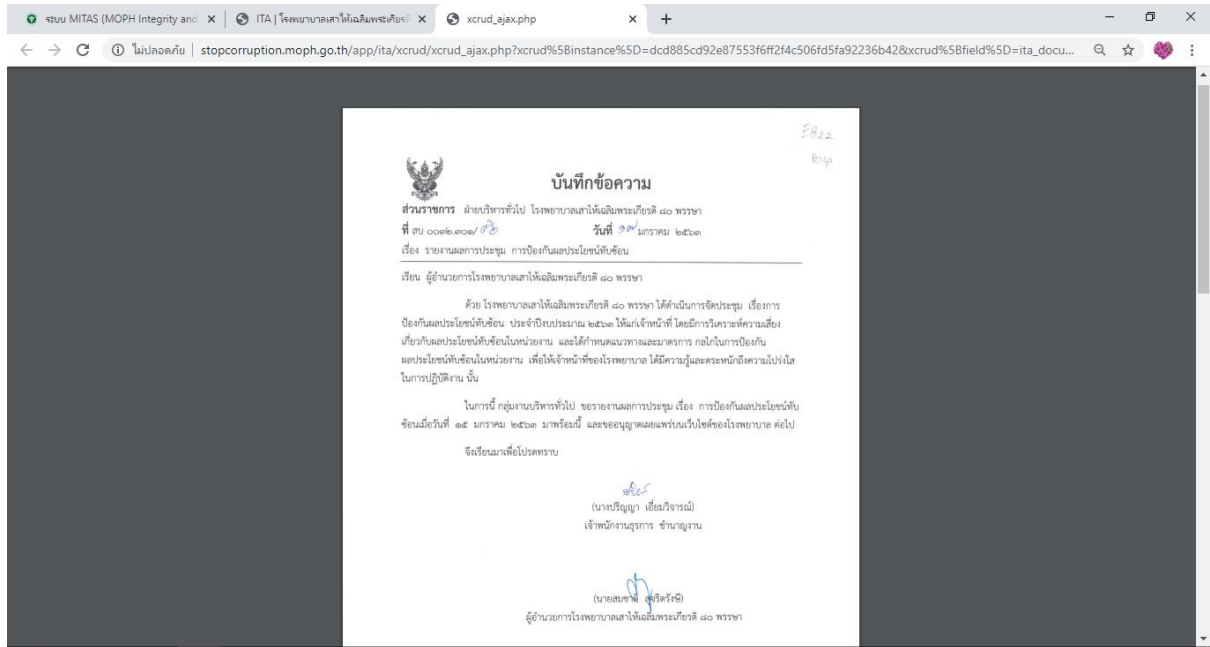 ระบบ MITAS (MOPH Integrity and
ITA | โรงพยาบาลเสาไห้เฉลิมพระเกียรติ
xcrud_ajax.php
ไม่ปลอดภัย | stopcorruption.moph.go.th/app/ita/xcrud/xcrud_ajax.php?xcrud%5Binstance%5D=dcd885cd92e87553f6ff2f4c506fd5fa92236b42&xcrud%5Bfield%5D=ita_docu...
EB22
บันทึกข้อความ
ส่วนราชการ ฝ่ายบริหารทั่วไป โรงพยาบาลเสาไห้เฉลิมพระเกียรติ ๘๐ พรรษา
ที่ สบ ๐๐๓๒.๓๐๑/ วันที่ ๑๗ มกราคม ๒๕๖๓
เรื่อง รายงานผลการประชุม การป้องกันผลประโยชน์ทับซ้อน
เรียน ผู้อำนวยการโรงพยาบาลเสาไห้เฉลิมพระเกียรติ ๘๐ พรรษา
ด้วย โรงพยาบาลเสาไห้เฉลิมพระเกียรติ ๘๐ พรรษา ได้ดำเนินการจัดประชุม เรื่องการ
ป้องกันผลประโยชน์ทับซ้อน ประจำปีงบประมาณ ๒๕๖๓ ให้แก่เจ้าหน้าที่ โดยมีการวิเคราะห์ความเสี่ยง
เกี่ยวกับผลประโยชน์ทับซ้อนในหน่วยงาน และได้กำหนดแนวทางและมาตรการ กลไกในการป้องกัน
ผลประโยชน์ทับซ้อนในหน่วยงาน เพื่อให้เจ้าหน้าที่ของโรงพยาบาล ได้มีความรู้และตระหนักถึงความโปร่งใส
ในการปฏิบัติงาน นั้น
ในการนี้ กลุ่มงานบริหารทั่วไป ขอรายงานผลการประชุม เรื่อง การป้องกันผลประโยชน์ทับ
ซ้อนเมื่อวันที่ ๑๕ มกราคม ๒๕๖๓ มาพร้อมนี้ และขออนุญาตเผยแพร่บนเว็บไซต์ของโรงพยาบาล ต่อไป
จึงเรียนมาเพื่อโปรดทราบ
(นางปริญญา เอี่ยมวิจารณ์)
เจ้าพนักงานธุรการ ชำนาญงาน
(นายสมชาติ สุจริตรังษี)
ผู้อำนวยการโรงพยาบาลเสาไห้เฉลิมพระเกียรติ ๘๐ พรรษา